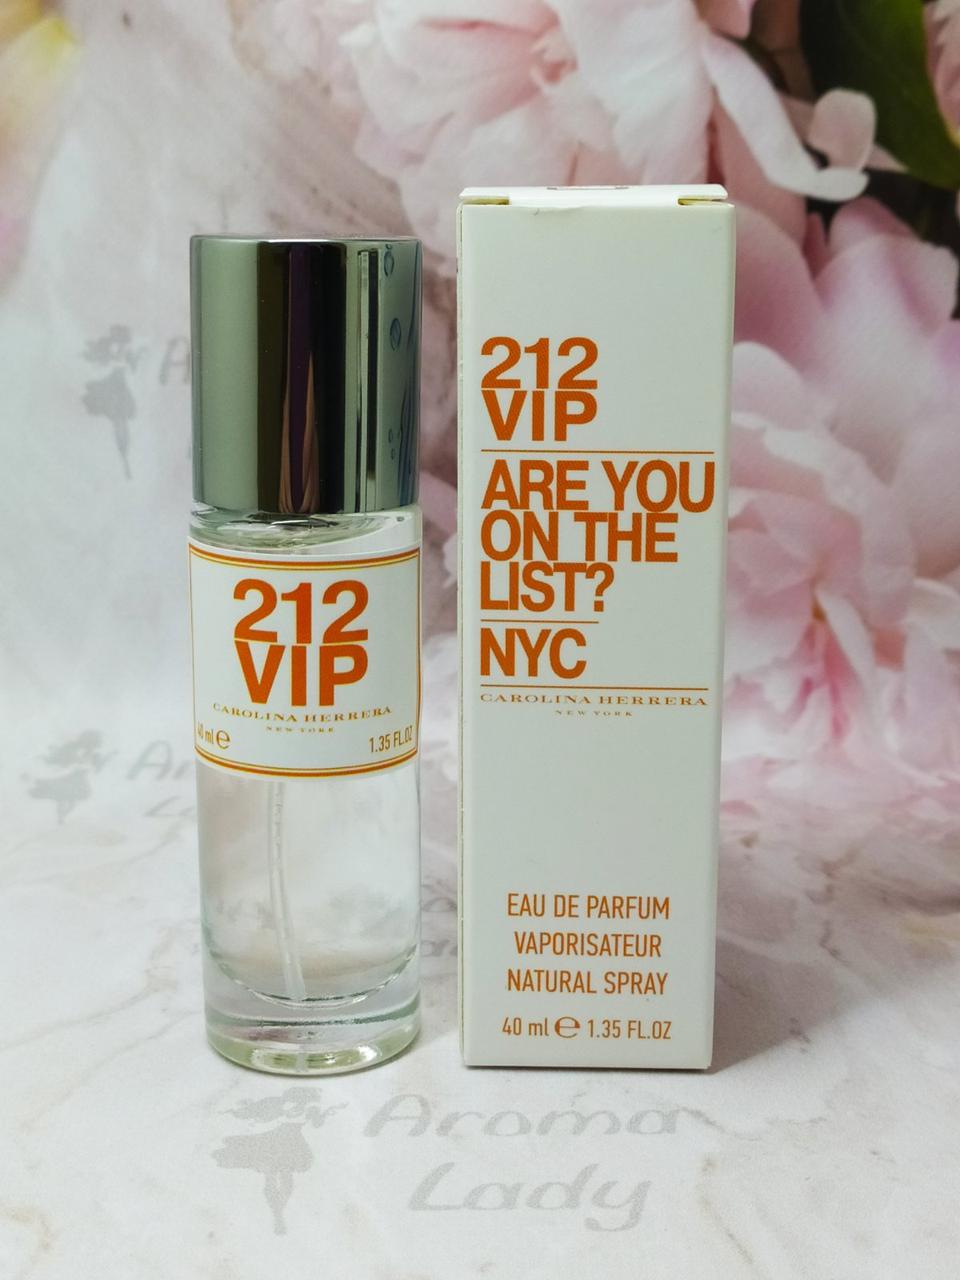 212
VIP
CAROLINA HERRERA
NEW YORK
40 ml e
1.35 FL.OZ
212
VIP
ARE YOU
ON THE
LIST?
NYC
CAROLINA HERRERA
NEW YORK
EAU DE PARFUM
VAPORISATEUR
NATURAL SPRAY
40 ml e 1.35 FL.OZ
Aroma
Lady